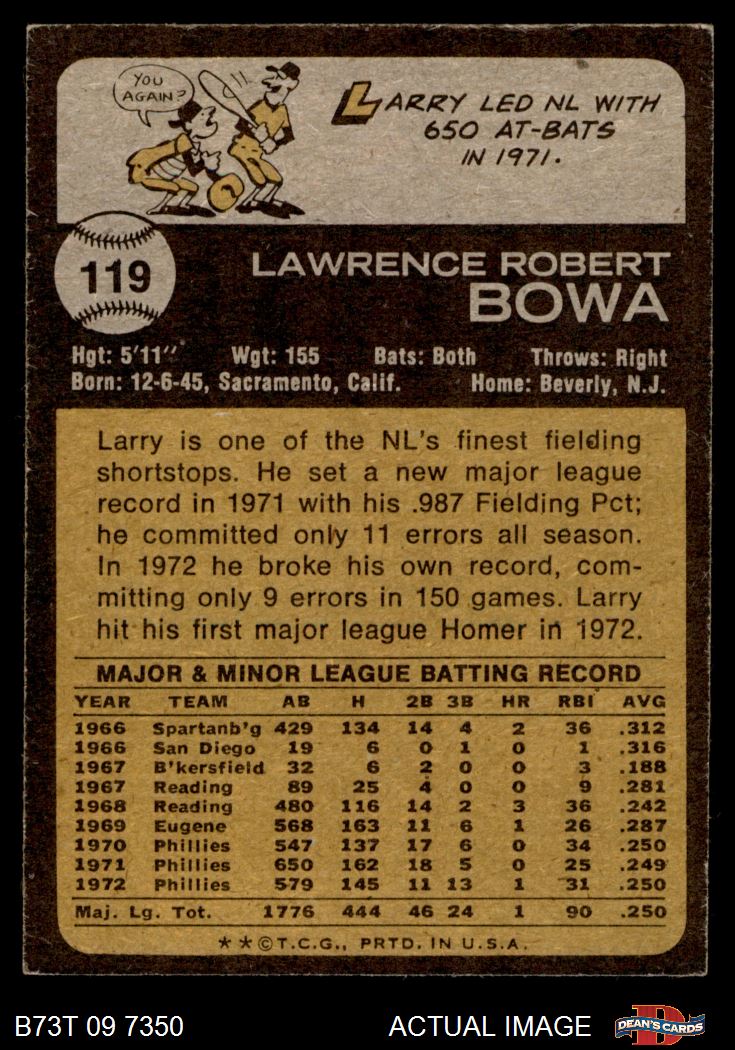 YOU
AGAIN?
LARRY LED NL WITH
650 AT-BATS
IN 1971.
119
LAWRENCE ROBERT
BOWA
Hgt: 5'11" Wgt: 155 Bats: Both Throws: Right
Born: 12-6-45, Sacramento, Calif. Home: Beverly, N.J.
Larry is one of the NL's finest fielding
shortstops. He set a new major league
record in 1971 with his .987 Fielding Pct;
he committed only 11 errors all season.
In 1972 he broke his own record, com-
mitting only 9 errors in 150 games. Larry
hit his first major league Homer in 1972.
MAJOR & MINOR LEAGUE BATTING RECORD
YEAR TEAM AB H 2B 3B HR RBI AVG
1966 Spartanb'g 429 134 14 4 2 36 .312
1966 San Diego 19 6 0 1 0 1 .316
1967 B'kersfield 32 6 2 0 0 3 .188
1967 Reading 89 25 4 0 0 9 .281
1968 Reading 480 116 14 2 3 36 .242
1969 Eugene 568 163 11 6 1 26 .287
1970 Phillies 547 137 17 6 0 34 .250
1971 Phillies 650 162 18 5 0 25 .249
1972 Phillies 579 145 11 13 1 31 .250
Maj. Lg. Tot. 1776 444 46 24 1 90 .250
★★©T.C.G., PRTD. IN U.S.A.
B73T 09 7350 ACTUAL IMAGE D DEAN'S CARDS